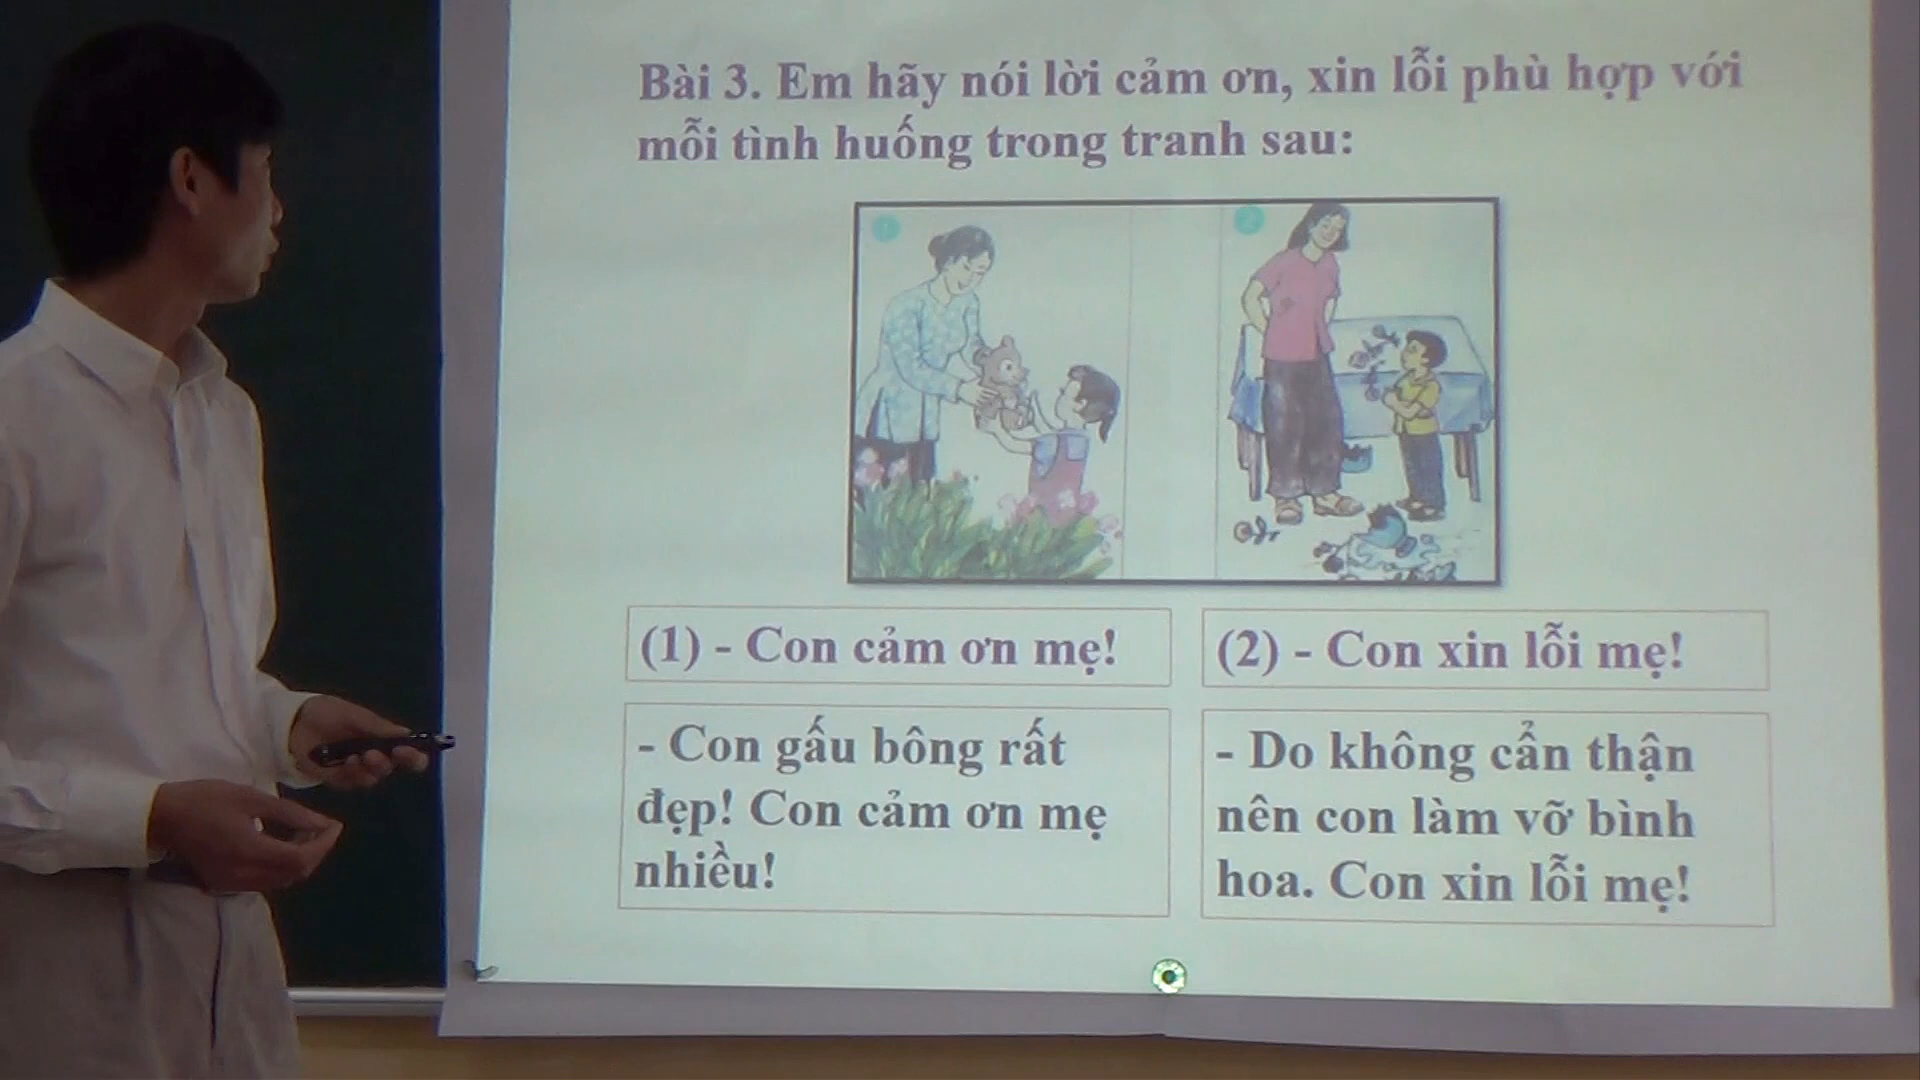 Bài 3. Em hãy nói lời cảm ơn, xin lỗi phù hợp với
mỗi tình huống trong tranh sau:
1
2
(1) - Con cảm ơn mẹ!
(2) - Con xin lỗi mẹ!
- Con gấu bông rất
đẹp! Con cảm ơn mẹ
nhiều!
- Do không cẩn thận
nên con làm vỡ bình
hoa. Con xin lỗi mẹ!